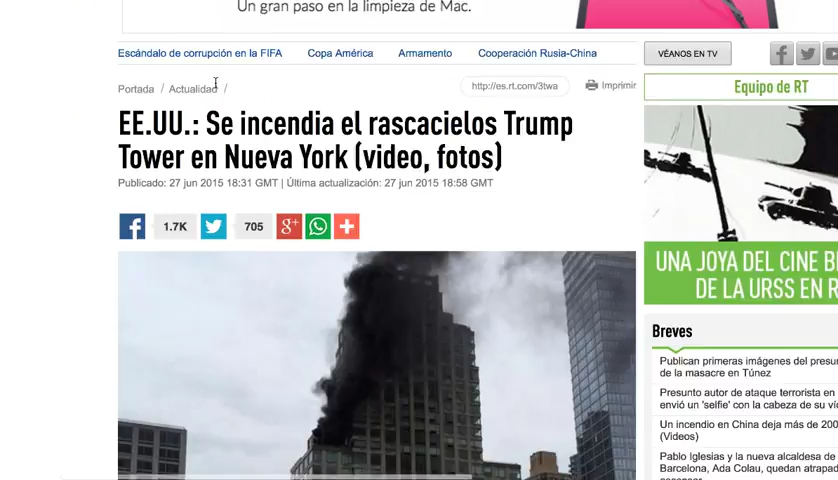 Un gran paso en la limpieza de Mac.
Escándalo de corrupción en la FIFA Copa América Armamento Cooperación Rusia-China
VÉANOS EN TV
Portada / Actualidad /
http://es.rt.com/3twa
Imprimir
Equipo de RT
EE.UU.: Se incendia el rascacielos Trump
Tower en Nueva York (video, fotos)
Publicado: 27 jun 2015 18:31 GMT | Última actualización: 27 jun 2015 18:58 GMT
1.7K
705
UNA JOYA DEL CINE
DE LA URSS EN
Breves
Publican primeras imágenes del
de la masacre en Túnez
Presunto autor de ataque terrorista en
envió un 'selfie' con la cabeza de su
Un incendio en China deja más de 200
(Videos)
Pablo Iglesias y la nueva alcaldesa de
Barcelona, Ada Colau, quedan